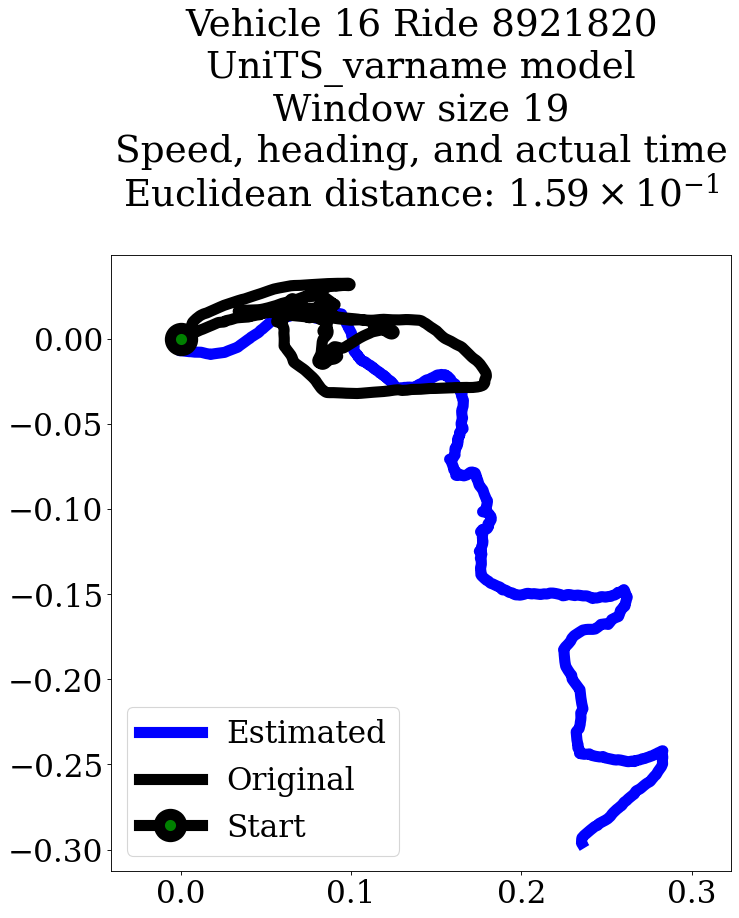 Vehicle 16 Ride 8921820
UniTS_varname model
Window size 19
Speed, heading, and actual time
Euclidean distance: 1.59 × 10⁻¹
0.00
−0.05
−0.10
−0.15
−0.20
−0.25
−0.30
Estimated
Original
Start
0.0 0.1 0.2 0.3